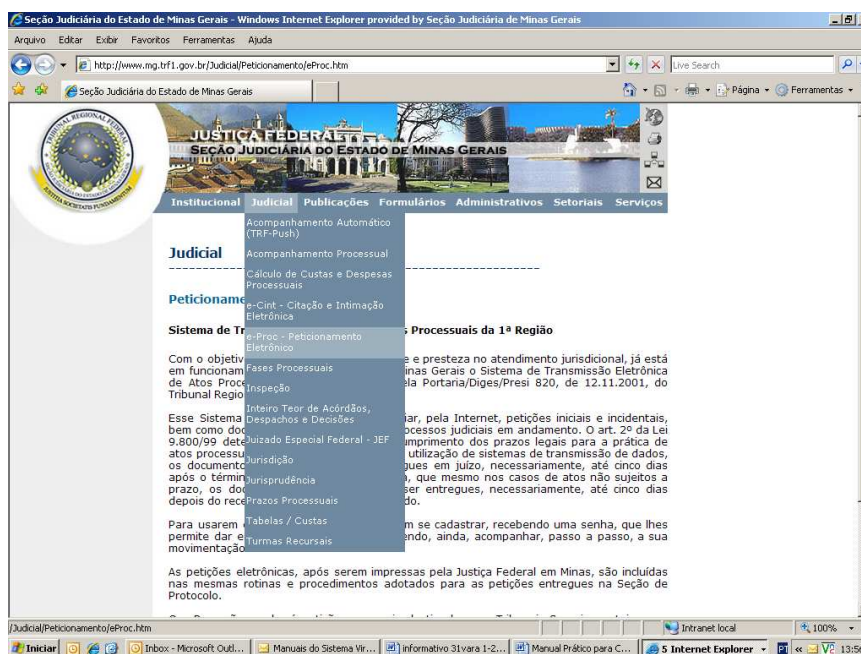 Seção Judiciária do Estado de Minas Gerais - Windows Internet Explorer provided by Seção Judiciária de Minas Gerais
Arquivo Editar Exibir Favoritos Ferramentas Ajuda
http://www.mg.trf1.gov.br/Judicial/Peticionamento/eProc.htm
Live Search
Seção Judiciária do Estado de Minas Gerais
Página Ferramentas
TRIBUNAL REGIONAL FEDERAL
JUSTITIA SOCIETATIS FUNDAMENTUM
JUSTIÇA FEDERAL
SEÇÃO JUDICIÁRIA DO ESTADO DE MINAS GERAIS
Institucional Judicial Publicações Formulários Administrativos Setoriais Serviços
Acompanhamento Automático
(TRF-Push)
Acompanhamento Processual
Cálculo de Custas e Despesas
Processuais
e-Cint - Citação e Intimação
Eletrônica
e-Proc - Peticionamento
Eletrônico
Fases Processuais
Inspeção
Inteiro Teor de Acórdãos,
Despachos e Decisões
Juizado Especial Federal - JEF
Jurisdição
Jurisprudência
Prazos Processuais
Tabelas / Custas
Turmas Recursais
Judicial
Peticioname
Sistema de Tr s Processuais da 1ª Região
Com o objetiv e e presteza no atendimento jurisdicional, já está
em funcionam inas Gerais o Sistema de Transmissão Eletrônica
de Atos Proce ela Portaria/Diges/Presi 820, de 12.11.2001, do
Tribunal Regio
Esse Sistema iar, pela Internet, petições iniciais e incidentais,
bem como doc ocessos judiciais em andamento. O art. 2º da Lei
9.800/99 dete umprimento dos prazos legais para a prática de
atos processu utilização de sistemas de transmissão de dados,
os documento gues em juízo, necessariamente, até cinco dias
após o términ , que mesmo nos casos de atos não sujeitos a
prazo, os doc ser entregues, necessariamente, até cinco dias
depois do rece do.
Para usarem m se cadastrar, recebendo uma senha, que lhes
permite dar e endo, ainda, acompanhar, passo a passo, a sua
movimentação
As petições eletrônicas, após serem impressas pela Justiça Federal em Minas, são incluídas
nas mesmas rotinas e procedimentos adotados para as petições entregues na Seção de
Protocolo.
/Judicial/Peticionamento/eProc.htm
Intranet local
100%
Iniciar
Inbox - Microsoft Outl...
Manuais do Sistema Vir...
informativo 31vara 1-2...
Manual Prático para C...
5 Internet Explorer
13:5